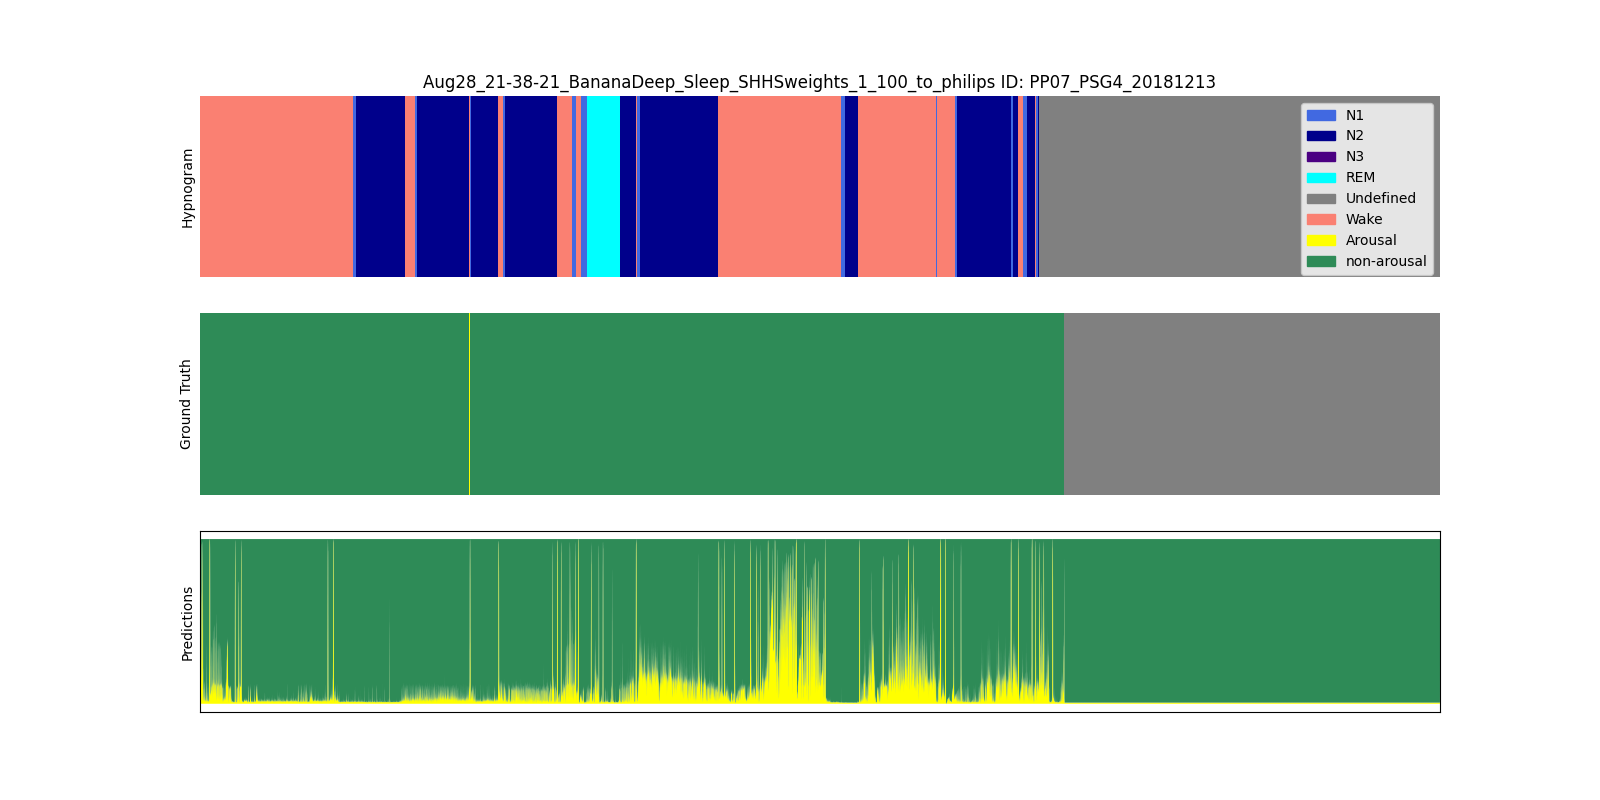 Aug28_21-38-21_BananaDeep_Sleep_SHHSweights_1_100_to_philips ID: PP07_PSG4_20181213
Hypnogram
N1
N2
N3
REM
Undefined
Wake
Arousal
non-arousal
Ground Truth
Predictions